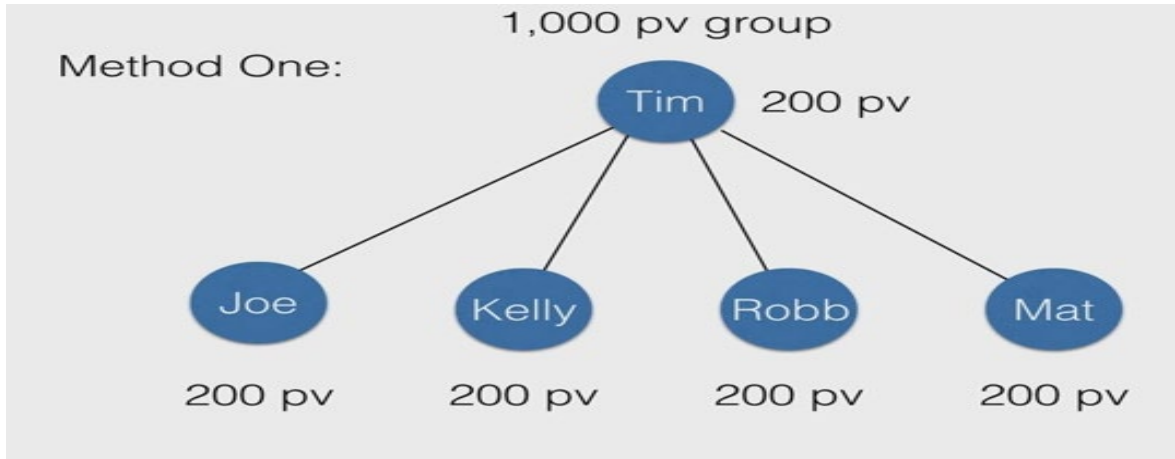 1,000 pv group
Method One:
Tim
200 pv
Joe
Kelly
Robb
Mat
200 pv
200 pv
200 pv
200 pv